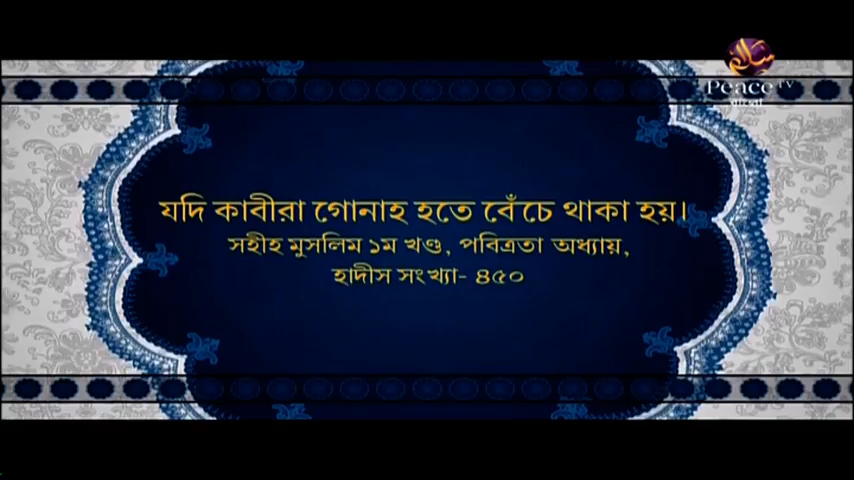 Peace TV
বাংলা
যদি কাবীরা গোনাহ হতে বেঁচে থাকা হয়।
সহীহ মুসলিম ১ম খণ্ড, পবিত্রতা অধ্যায়,
হাদীস সংখ্যা- ৪৫০